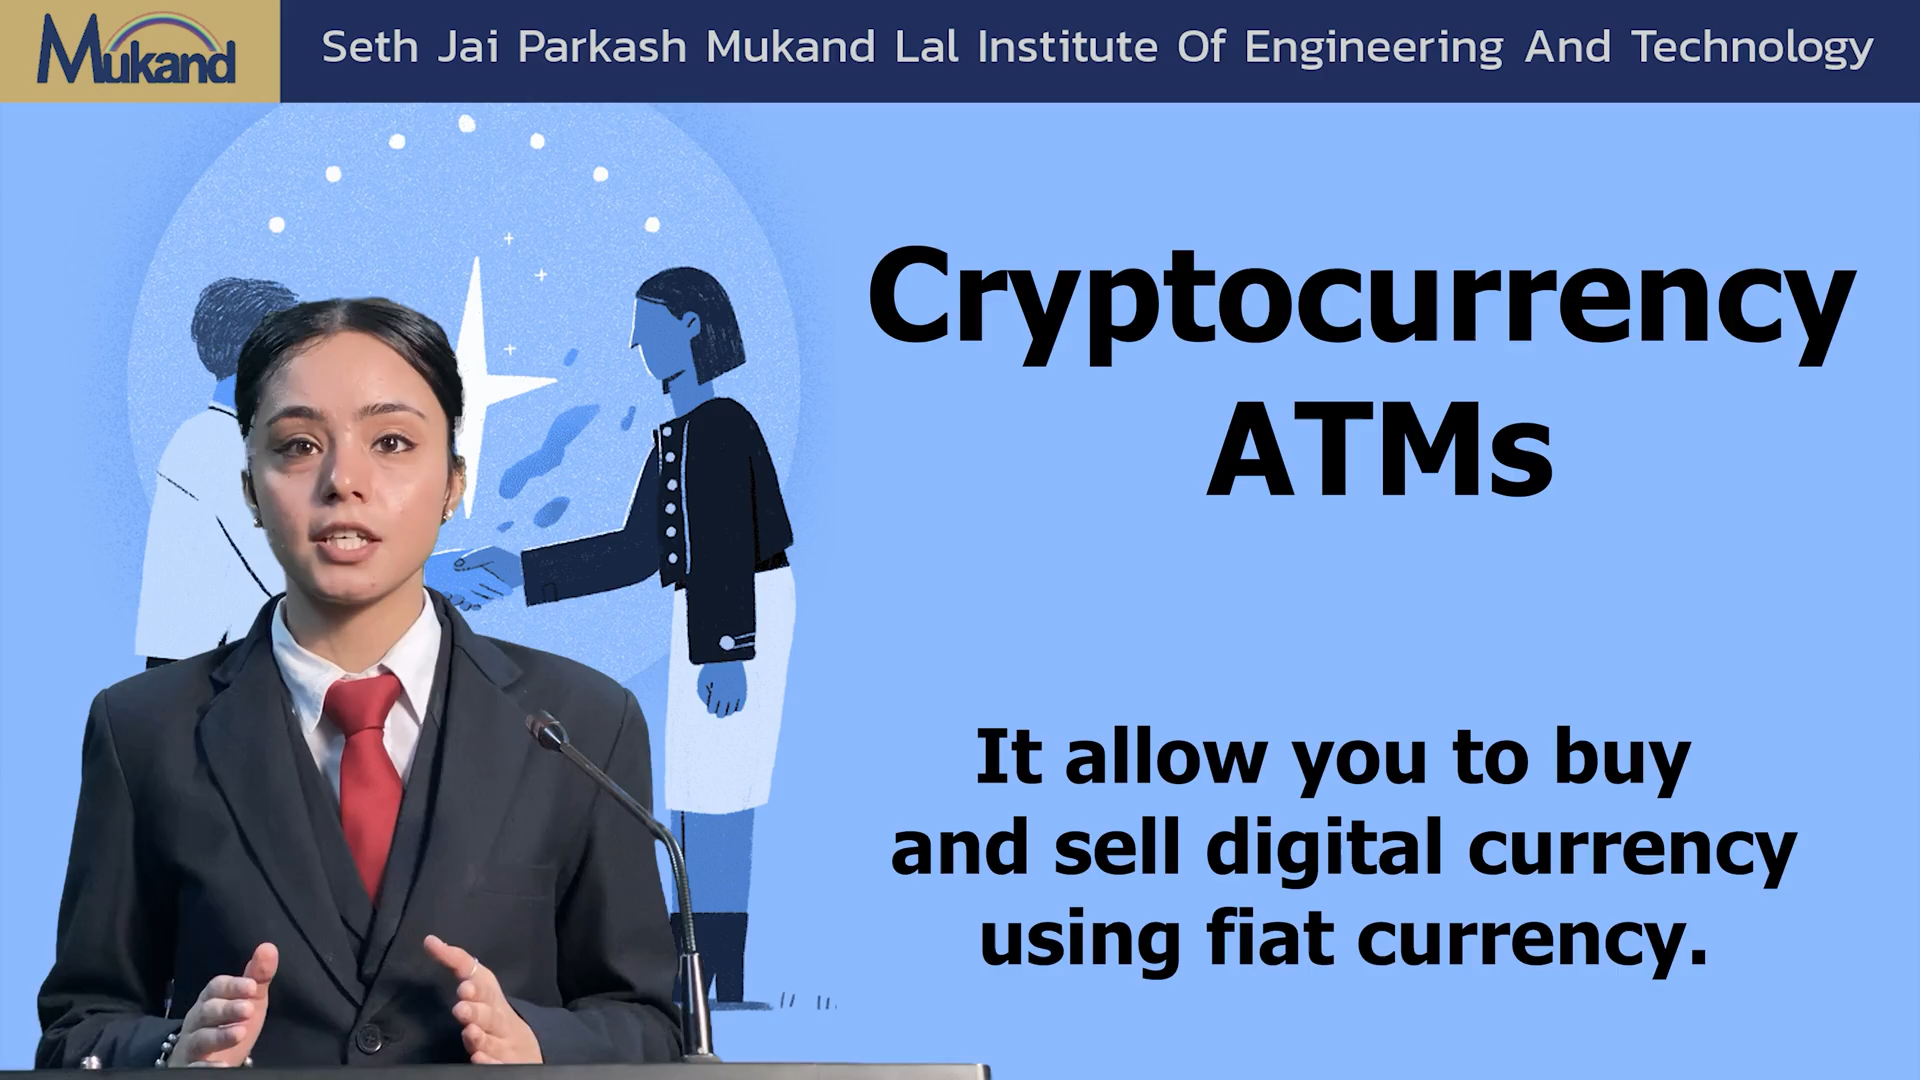 Mukand
Seth Jai Parkash Mukand Lal Institute Of Engineering And Technology
Cryptocurrency
ATMs
It allow you to buy
and sell digital currency
using fiat currency.